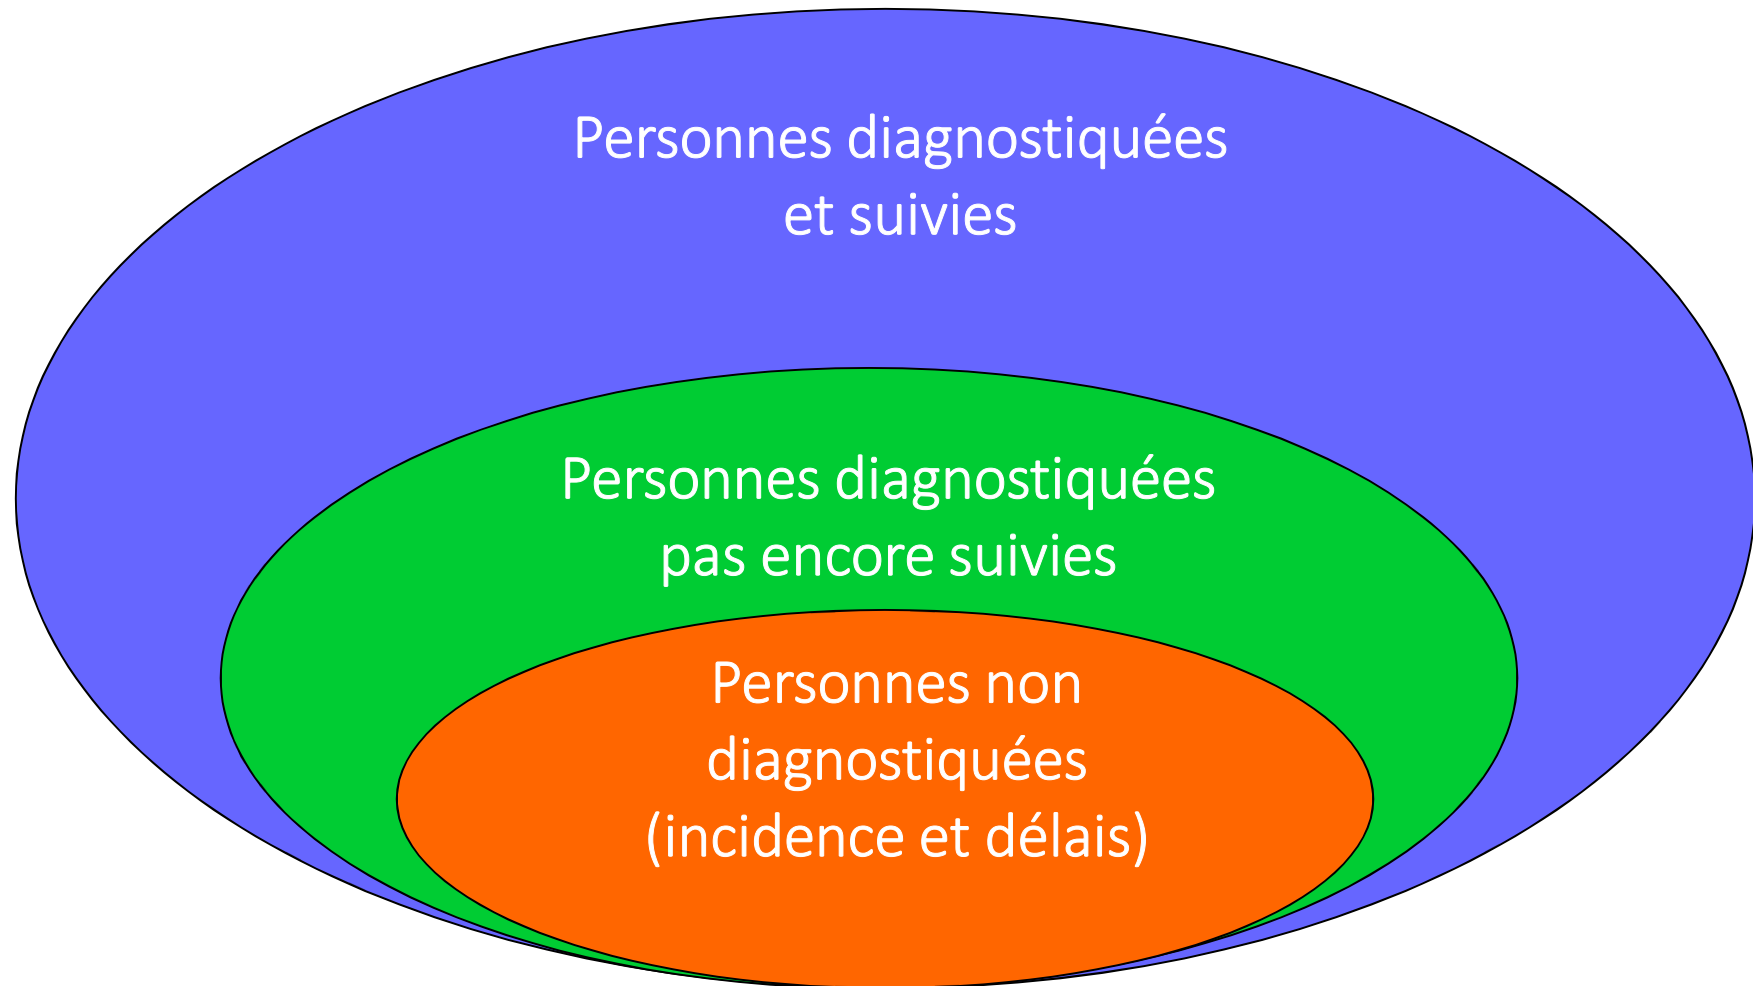 Personnes diagnostiquées
et suivies
Personnes diagnostiquées
pas encore suivies
Personnes non
diagnostiquées
(incidence et délais)